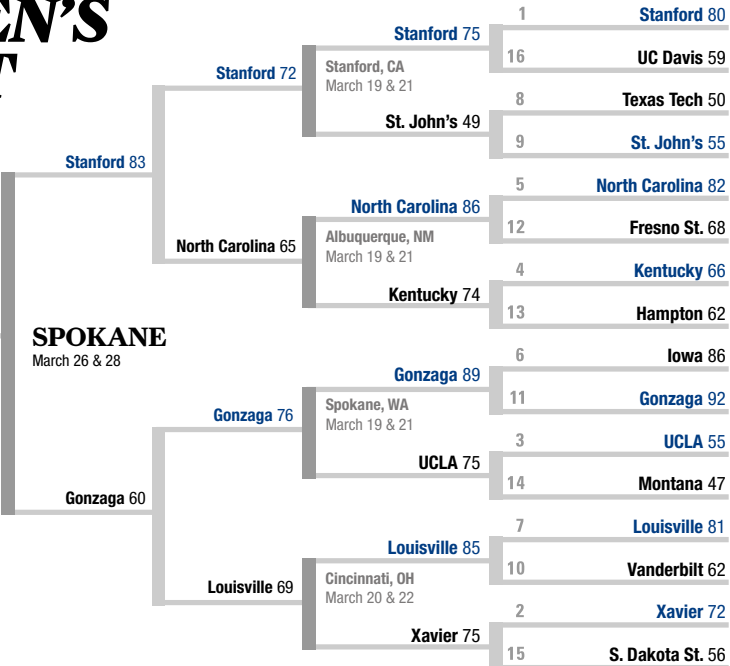 EN'S
T
1 Stanford 80
16 UC Davis 59
8 Texas Tech 50
9 St. John's 55
5 North Carolina 82
12 Fresno St. 68
4 Kentucky 66
13 Hampton 62
6 Iowa 86
11 Gonzaga 92
3 UCLA 55
14 Montana 47
7 Louisville 81
10 Vanderbilt 62
2 Xavier 72
15 S. Dakota St. 56
Stanford 75
Stanford, CA
March 19 & 21
St. John's 49
North Carolina 86
Albuquerque, NM
March 19 & 21
Kentucky 74
Gonzaga 89
Spokane, WA
March 19 & 21
UCLA 75
Louisville 85
Cincinnati, OH
March 20 & 22
Xavier 75
Stanford 72
North Carolina 65
Gonzaga 76
Louisville 69
Stanford 83
SPOKANE
March 26 & 28
Gonzaga 60